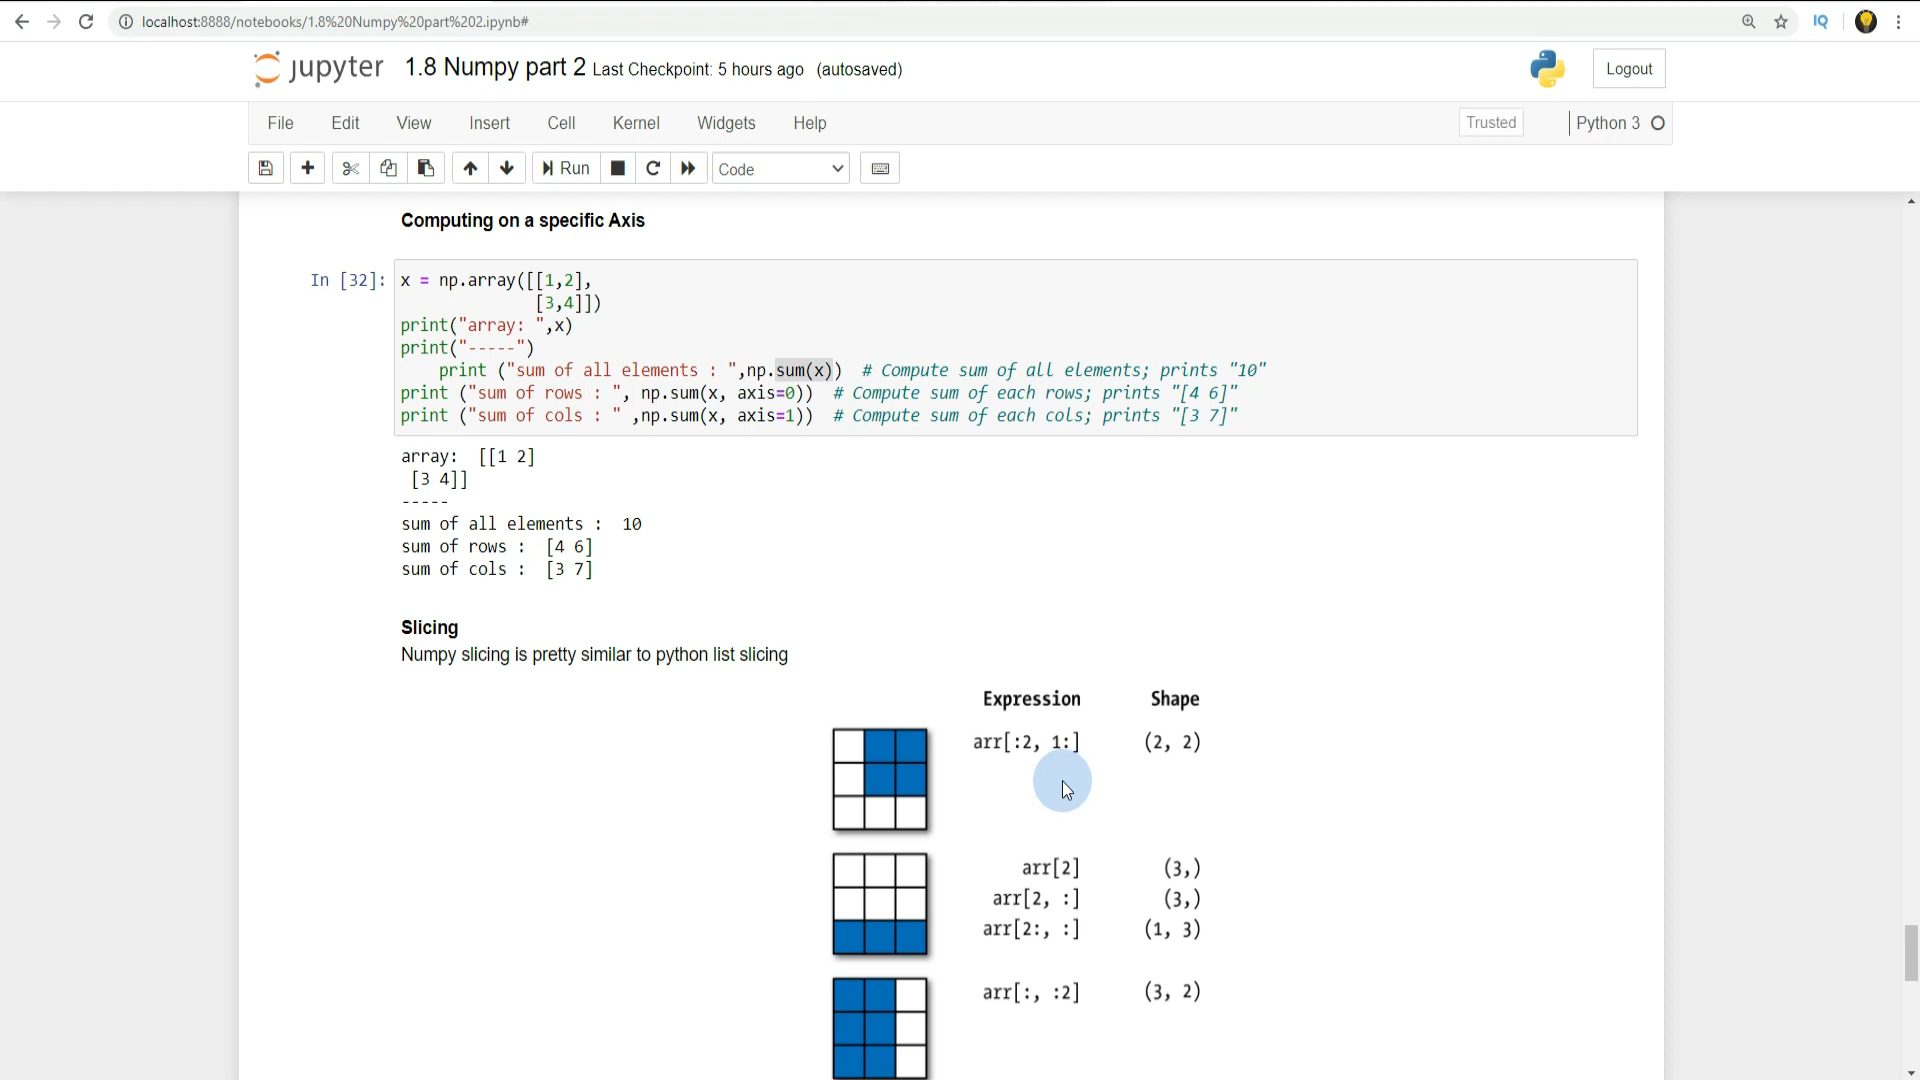 localhost:8888/notebooks/1.8%20Numpy%20part%202.ipynb#
IQ
jupyter 1.8 Numpy part 2 Last Checkpoint: 5 hours ago (autosaved)
Logout
File Edit View Insert Cell Kernel Widgets Help Trusted Python 3
Run Code
Computing on a specific Axis
In [32]: x = np.array([[1,2],
[3,4]])
print("array: ",x)
print("-----")
print ("sum of all elements : ",np.sum(x)) # Compute sum of all elements; prints "10"
print ("sum of rows : ", np.sum(x, axis=0)) # Compute sum of each rows; prints "[4 6]"
print ("sum of cols : " ,np.sum(x, axis=1)) # Compute sum of each cols; prints "[3 7]"
array: [[1 2]
[3 4]]
-----
sum of all elements : 10
sum of rows : [4 6]
sum of cols : [3 7]
Slicing
Numpy slicing is pretty similar to python list slicing
Expression Shape
arr[:2, 1:] (2, 2)
arr[2] (3,)
arr[2, :] (3,)
arr[2:, :] (1, 3)
arr[:, :2] (3, 2)